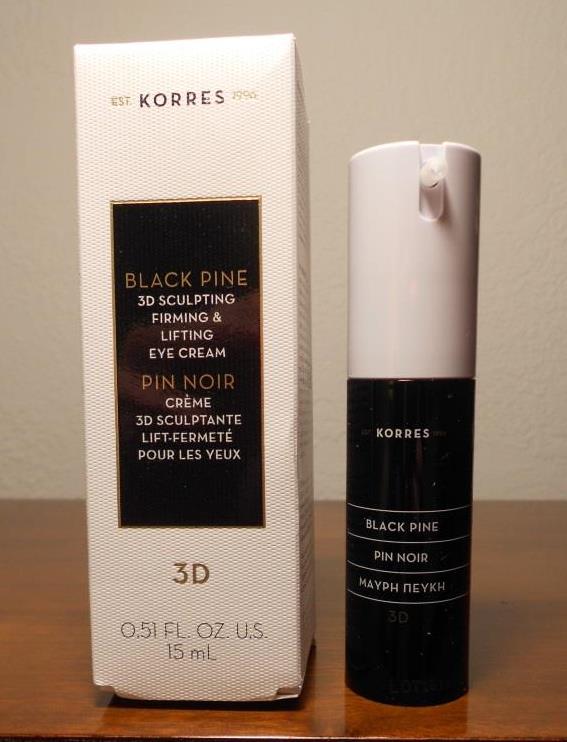 EST. KORRES 1996
BLACK PINE
3D SCULPTING
FIRMING &
LIFTING
EYE CREAM
PIN NOIR
CRÈME
3D SCULPTANTE
LIFT-FERMETÉ
POUR LES YEUX
3D
0.51 FL. OZ. U.S.
15 mL
EST. KORRES 1996
BLACK PINE
PIN NOIR
ΜΑΥΡΗ ΠΕΥΚΗ
3D